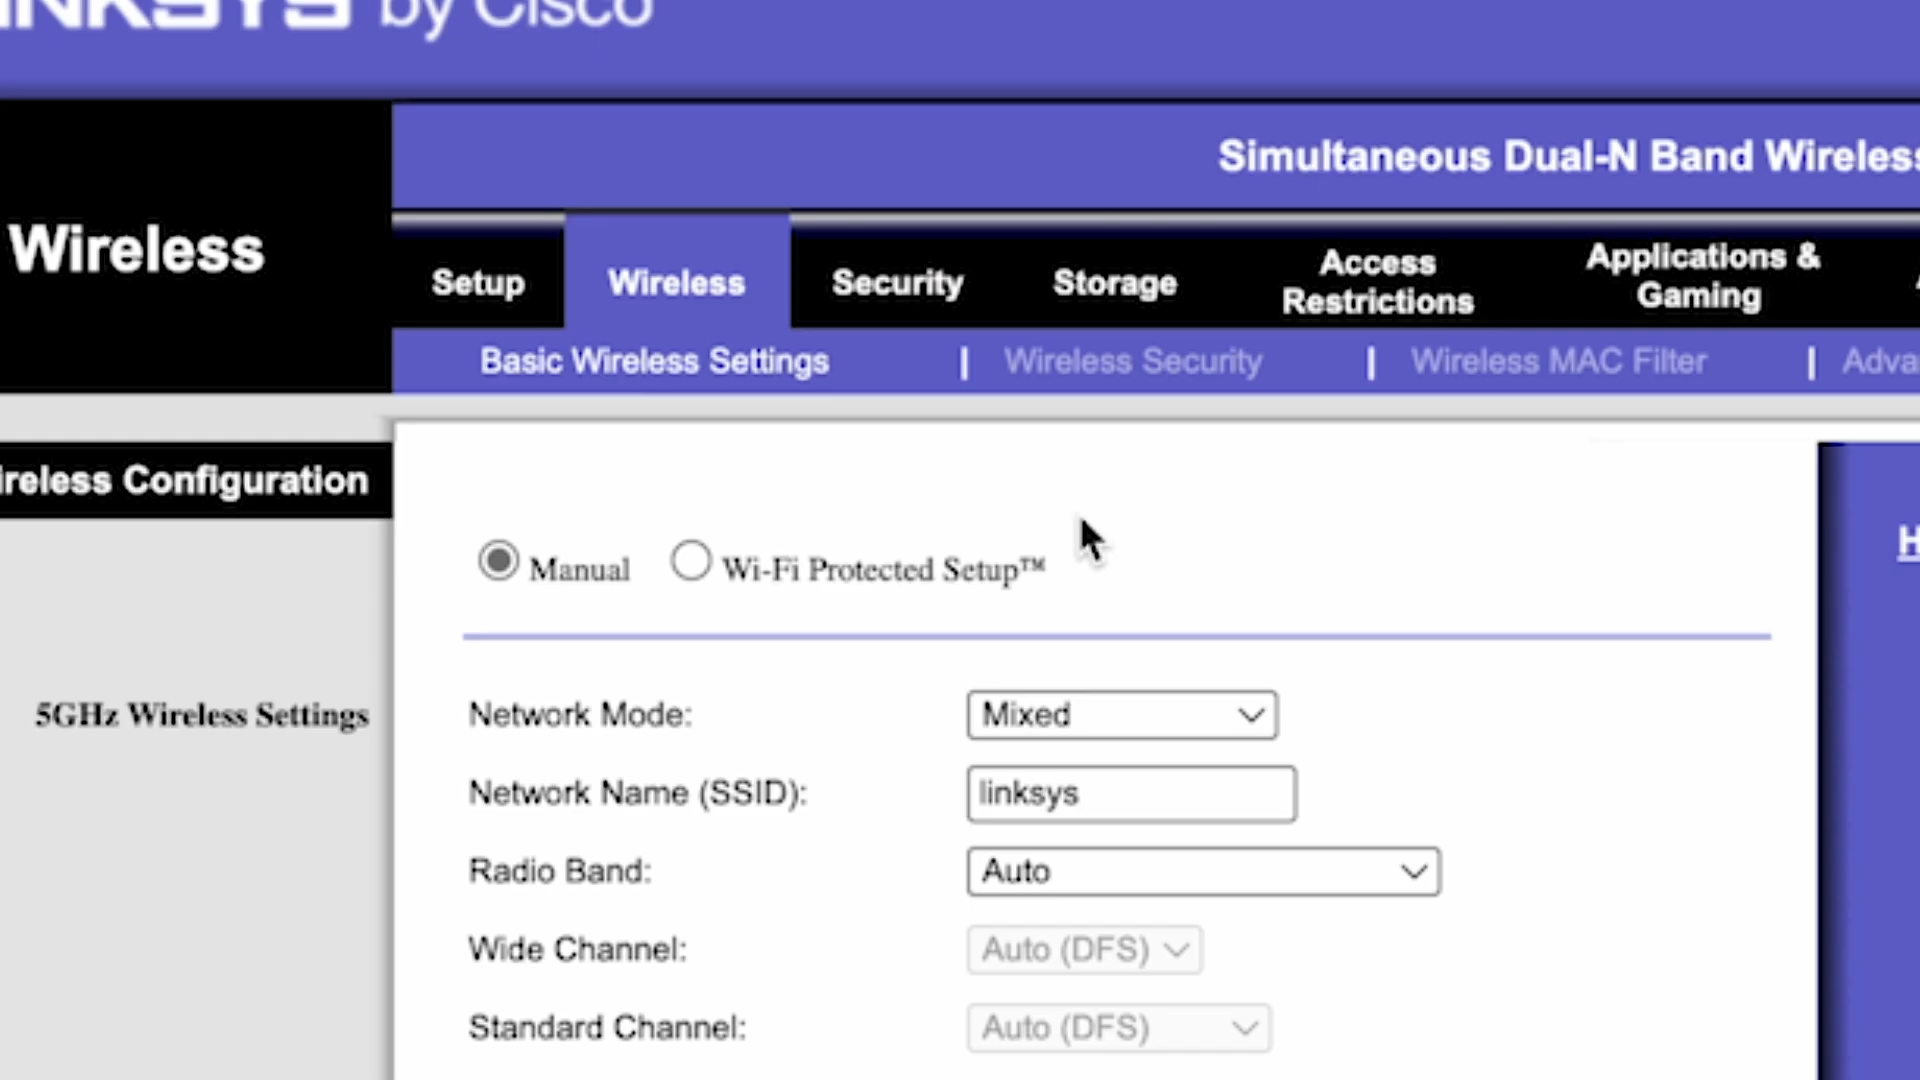 LINKSYS by Cisco
Simultaneous Dual-N Band Wireless
Wireless
Setup
Wireless
Security
Storage
Access
Restrictions
Applications &
Gaming
Basic Wireless Settings | Wireless Security | Wireless MAC Filter |
ireless Configuration
Manual Wi-Fi Protected Setup™
5GHz Wireless Settings
Network Mode: Mixed
Network Name (SSID): linksys
Radio Band: Auto
Wide Channel: Auto (DFS)
Standard Channel: Auto (DFS)